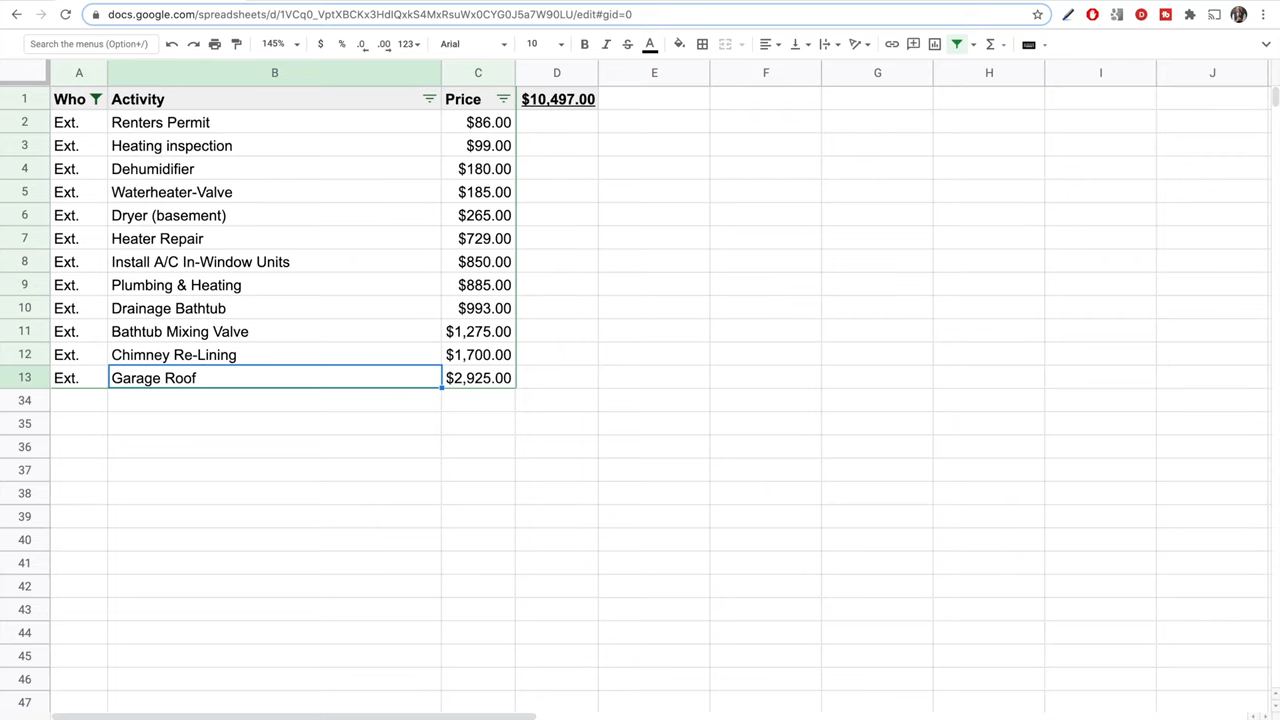 docs.google.com/spreadsheets/d/1VCq0_VptXBCKx3HdIQxkS4MxRsuWx0CYG0J5a7W90LU/edit#gid=0
Search the menus (Option+/) 145% $ % .0 .00 123 Arial 10 B I S A
A B C D E F G H I J
1 Who Activity Price $10,497.00
2 Ext. Renters Permit $86.00
3 Ext. Heating inspection $99.00
4 Ext. Dehumidifier $180.00
5 Ext. Waterheater-Valve $185.00
6 Ext. Dryer (basement) $265.00
7 Ext. Heater Repair $729.00
8 Ext. Install A/C In-Window Units $850.00
9 Ext. Plumbing & Heating $885.00
10 Ext. Drainage Bathtub $993.00
11 Ext. Bathtub Mixing Valve $1,275.00
12 Ext. Chimney Re-Lining $1,700.00
13 Ext. Garage Roof $2,925.00
34
35
36
37
38
39
40
41
42
43
44
45
46
47